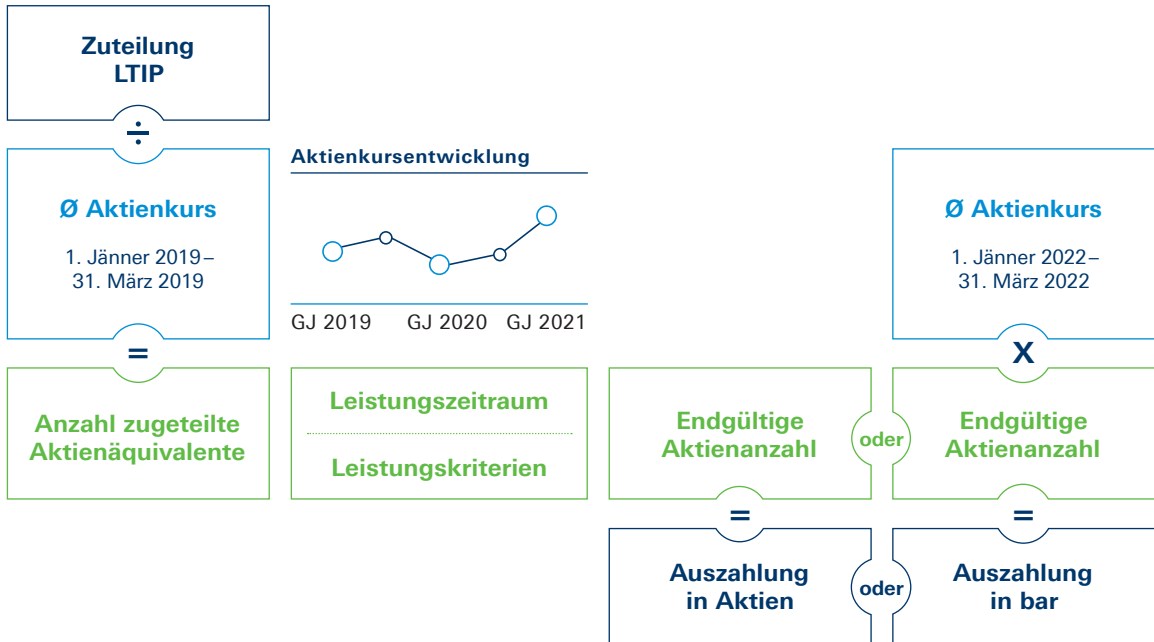 Zuteilung
LTIP
÷
Ø Aktienkurs
1. Jänner 2019–
31. März 2019
=
Anzahl zugeteilte
Aktienäquivalente
Aktienkursentwicklung
GJ 2019 GJ 2020 GJ 2021
Leistungszeitraum
Leistungskriterien
Ø Aktienkurs
1. Jänner 2022–
31. März 2022
X
Endgültige
Aktienanzahl
oder
Endgültige
Aktienanzahl
=
=
Auszahlung
in Aktien
oder
Auszahlung
in bar